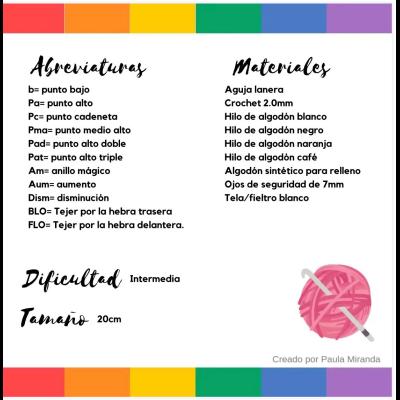 Abreviaturas
b= punto bajo
Pa= punto alto
Pc= punto cadeneta
Pma= punto medio alto
Pad= punto alto doble
Pat= punto alto triple
Am= anillo mágico
Aum= aumento
Dism= disminución
BLO= Tejer por la hebra trasera
FLO= Tejer por la hebra delantera.
Materiales
Aguja lanera
Crochet 2.0mm
Hilo de algodón blanco
Hilo de algodón negro
Hilo de algodón naranja
Hilo de algodón café
Algodón sintético para relleno
Ojos de seguridad de 7mm
Tela/fieltro blanco
Dificultad Intermedia
Tamaño 20cm
Creado por Paula Miranda